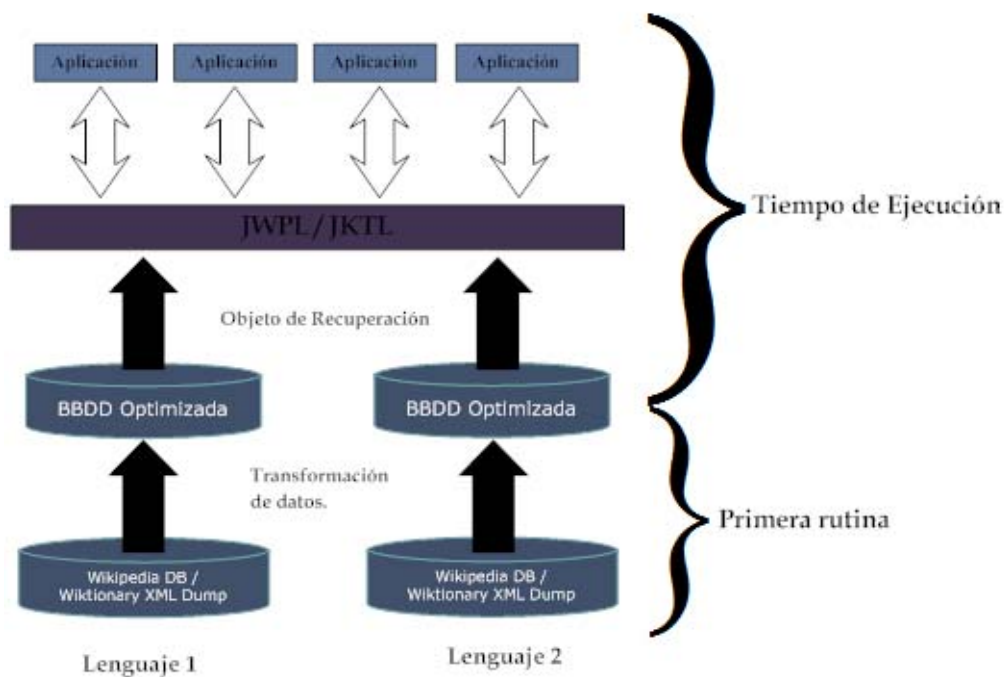 Aplicación
Aplicación
Aplicación
Aplicación
JWPL / JKTL
Tiempo de Ejecución
Objeto de Recuperación
BBDD Optimizada
BBDD Optimizada
Transformación
de datos.
Primera rutina
Wikipedia DB /
Wiktionary XML Dump
Wikipedia DB /
Wiktionary XML Dump
Lenguaje 1
Lenguaje 2